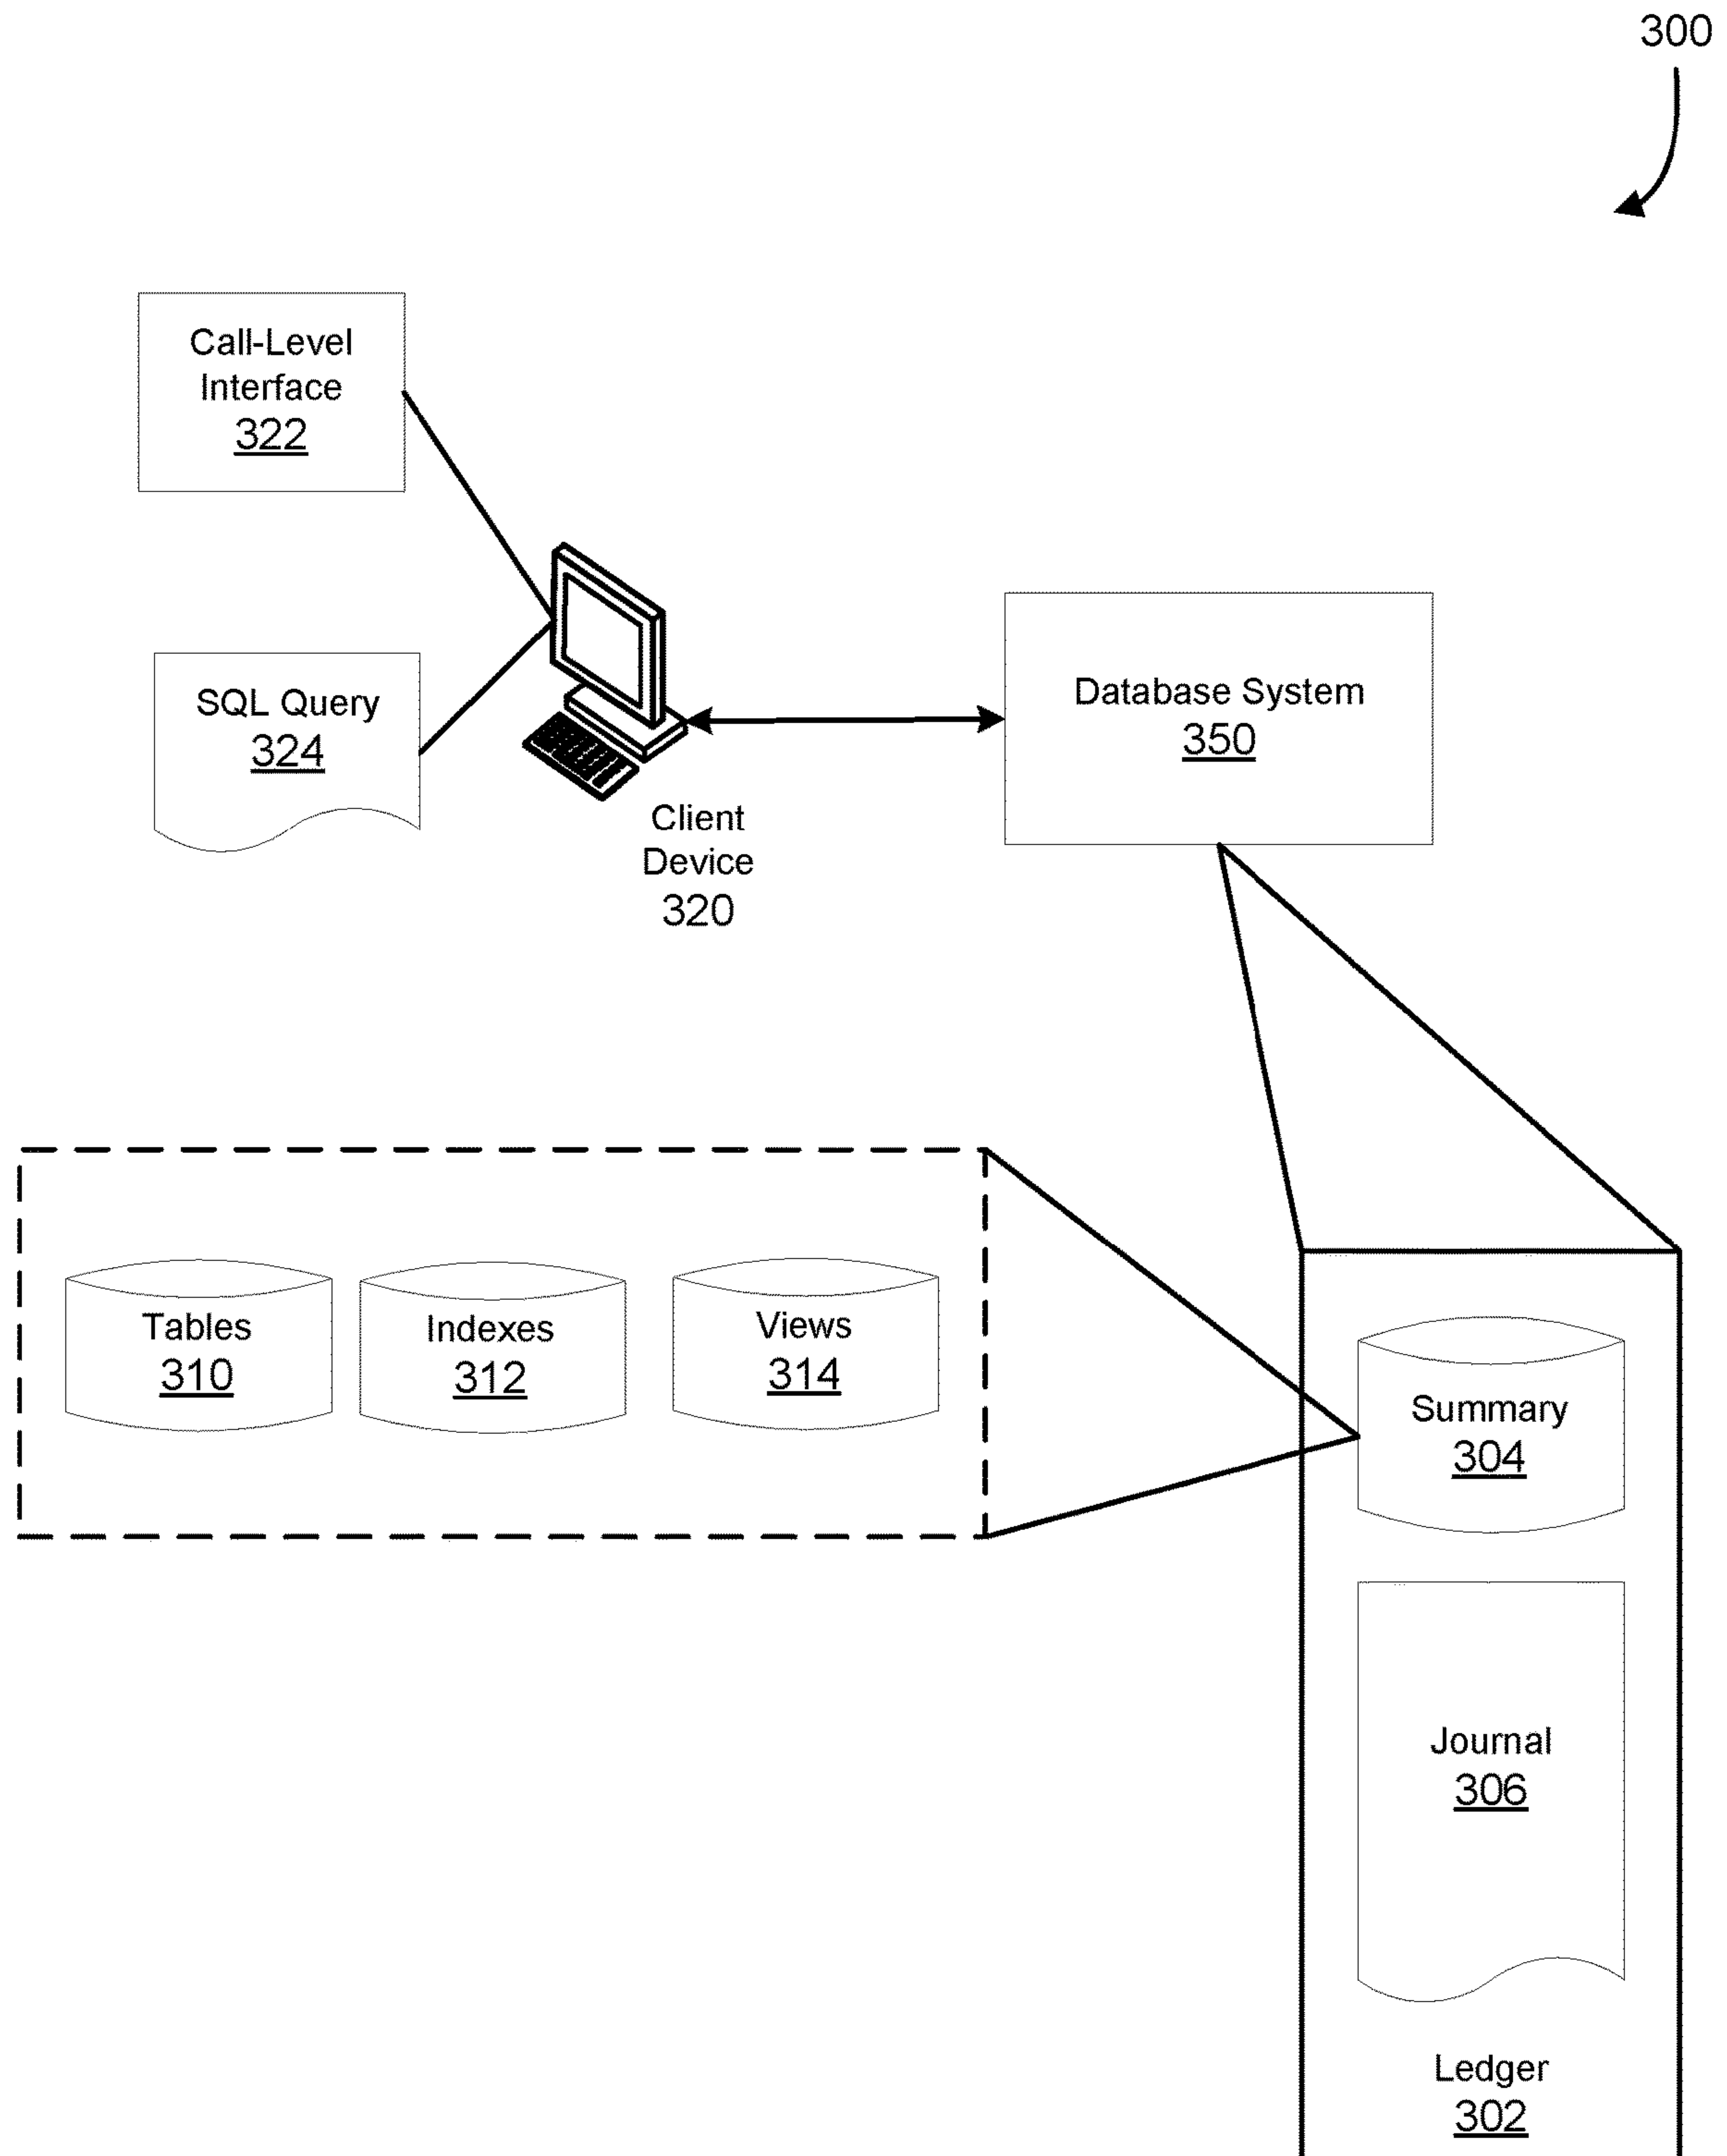 300
Call-Level
Interface
322
SQL Query
324
Client
Device
320
Database System
350
Tables
310
Indexes
312
Views
314
Summary
304
Journal
306
Ledger
302